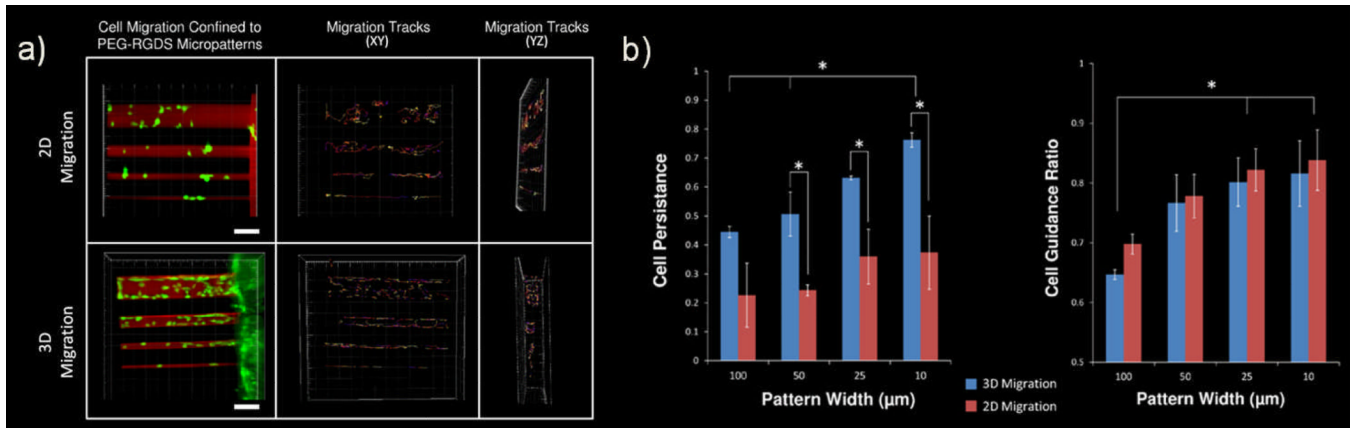 a)
Cell Migration Confined to
PEG-RGDS Micropatterns
Migration Tracks
(XY)
Migration Tracks
(YZ)
2D
Migration
3D
Migration
b)
Cell Persistance
1
0.9
0.8
0.7
0.6
0.5
0.4
0.3
0.2
0.1
0
*
*
*
*
100
50
25
10
Pattern Width (µm)
3D Migration
2D Migration
Cell Guidance Ratio
1
0.9
0.8
0.7
0.6
0.5
*
100
50
25
10
Pattern Width (µm)